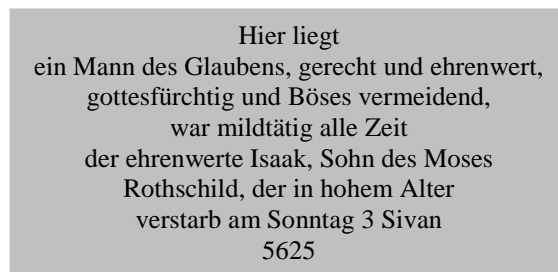 Hier liegt
ein Mann des Glaubens, gerecht und ehrenwert,
gottesfürchtig und Böses vermeidend,
war mildtätig alle Zeit
der ehrenwerte Isaak, Sohn des Moses
Rothschild, der in hohem Alter
verstarb am Sonntag 3 Sivan
5625